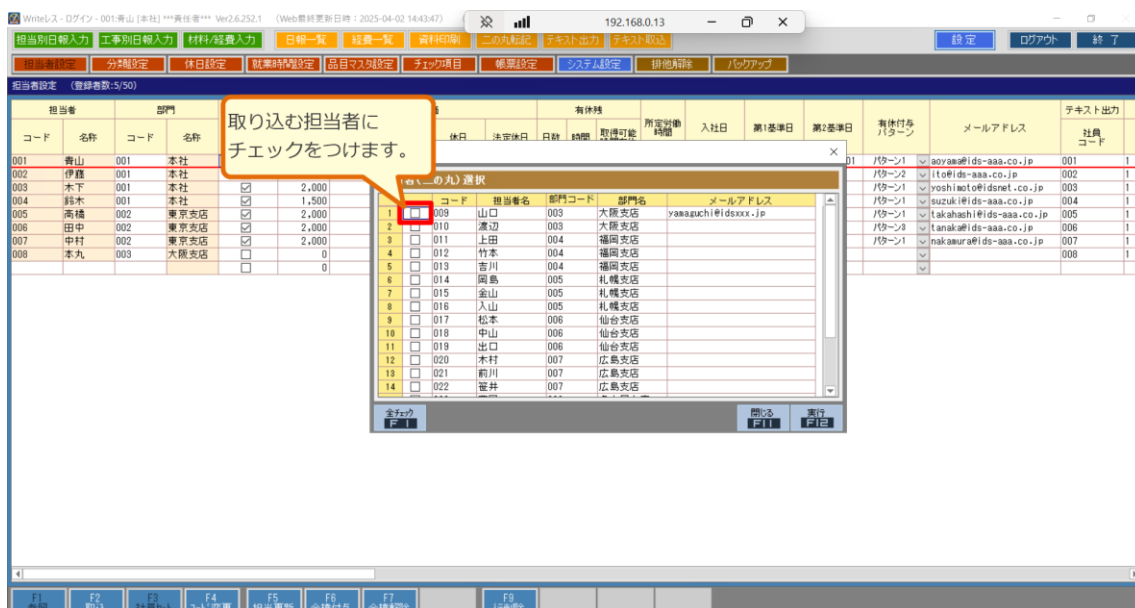 Writeレス - ログイン - 001:青山 [本社] ***責任者*** Ver2.6.252.1 (Web最終更新日時 : 2025-04-02 14:43:47)
192.168.0.13
担当別日報入力 工事別日報入力 材料/経費入力 日報一覧 経費一覧 資料印刷 二の丸転記 テキスト出力 テキスト取込 設定 ログアウト 終了
担当者設定 分類設定 休日設定 就業時間設定 品目マスタ設定 チェック項目 帳票設定 システム設定 排他解除 バックアップ
担当者設定 (登録者数:5/50)
担当者 部門 有休残 所定労働時間 入社日 第1基準日 第2基準日 有休付与パターン メールアドレス テキスト出力
コード 名称 コード 名称 休日 法定休日 日数 時間 取得可能 社員コード
取り込む担当者に
チェックをつけます。
001 青山 001 本社 01 パターン1 aoyama@ids-aaa.co.jp 001 1
002 伊藤 001 本社 パターン2 ito@ids-aaa.co.jp 002 1
003 木下 001 本社 2,000 パターン1 yoshimoto@idsnet.co.jp 003 1
004 鈴木 001 本社 1,500 パターン1 suzuki@ids-aaa.co.jp 004 1
005 高橋 002 東京支店 2,000 パターン1 takahashi@ids-aaa.co.jp 005 1
006 田中 002 東京支店 2,000 パターン3 tanaka@ids-aaa.co.jp 006 1
007 中村 002 東京支店 2,000 パターン1 nakamura@ids-aaa.co.jp 007 1
008 本丸 003 大阪支店 0 008 1
0
者(二の丸)選択
コード 担当者名 部門コード 部門名 メールアドレス
1 009 山口 003 大阪支店 yamaguchi@idsxxx.jp
2 010 渡辺 003 大阪支店
3 011 上田 004 福岡支店
4 012 竹本 004 福岡支店
5 013 吉川 004 福岡支店
6 014 岡島 005 札幌支店
7 015 金山 005 札幌支店
8 016 入山 005 札幌支店
9 017 松本 006 仙台支店
10 018 中山 006 仙台支店
11 019 出口 006 仙台支店
12 020 木村 007 広島支店
13 021 前川 007 広島支店
14 022 笹井 007 広島支店
全チェック F1 閉じる F11 実行 F12
F1 F2 F3 F4 F5 F6 F7 F9